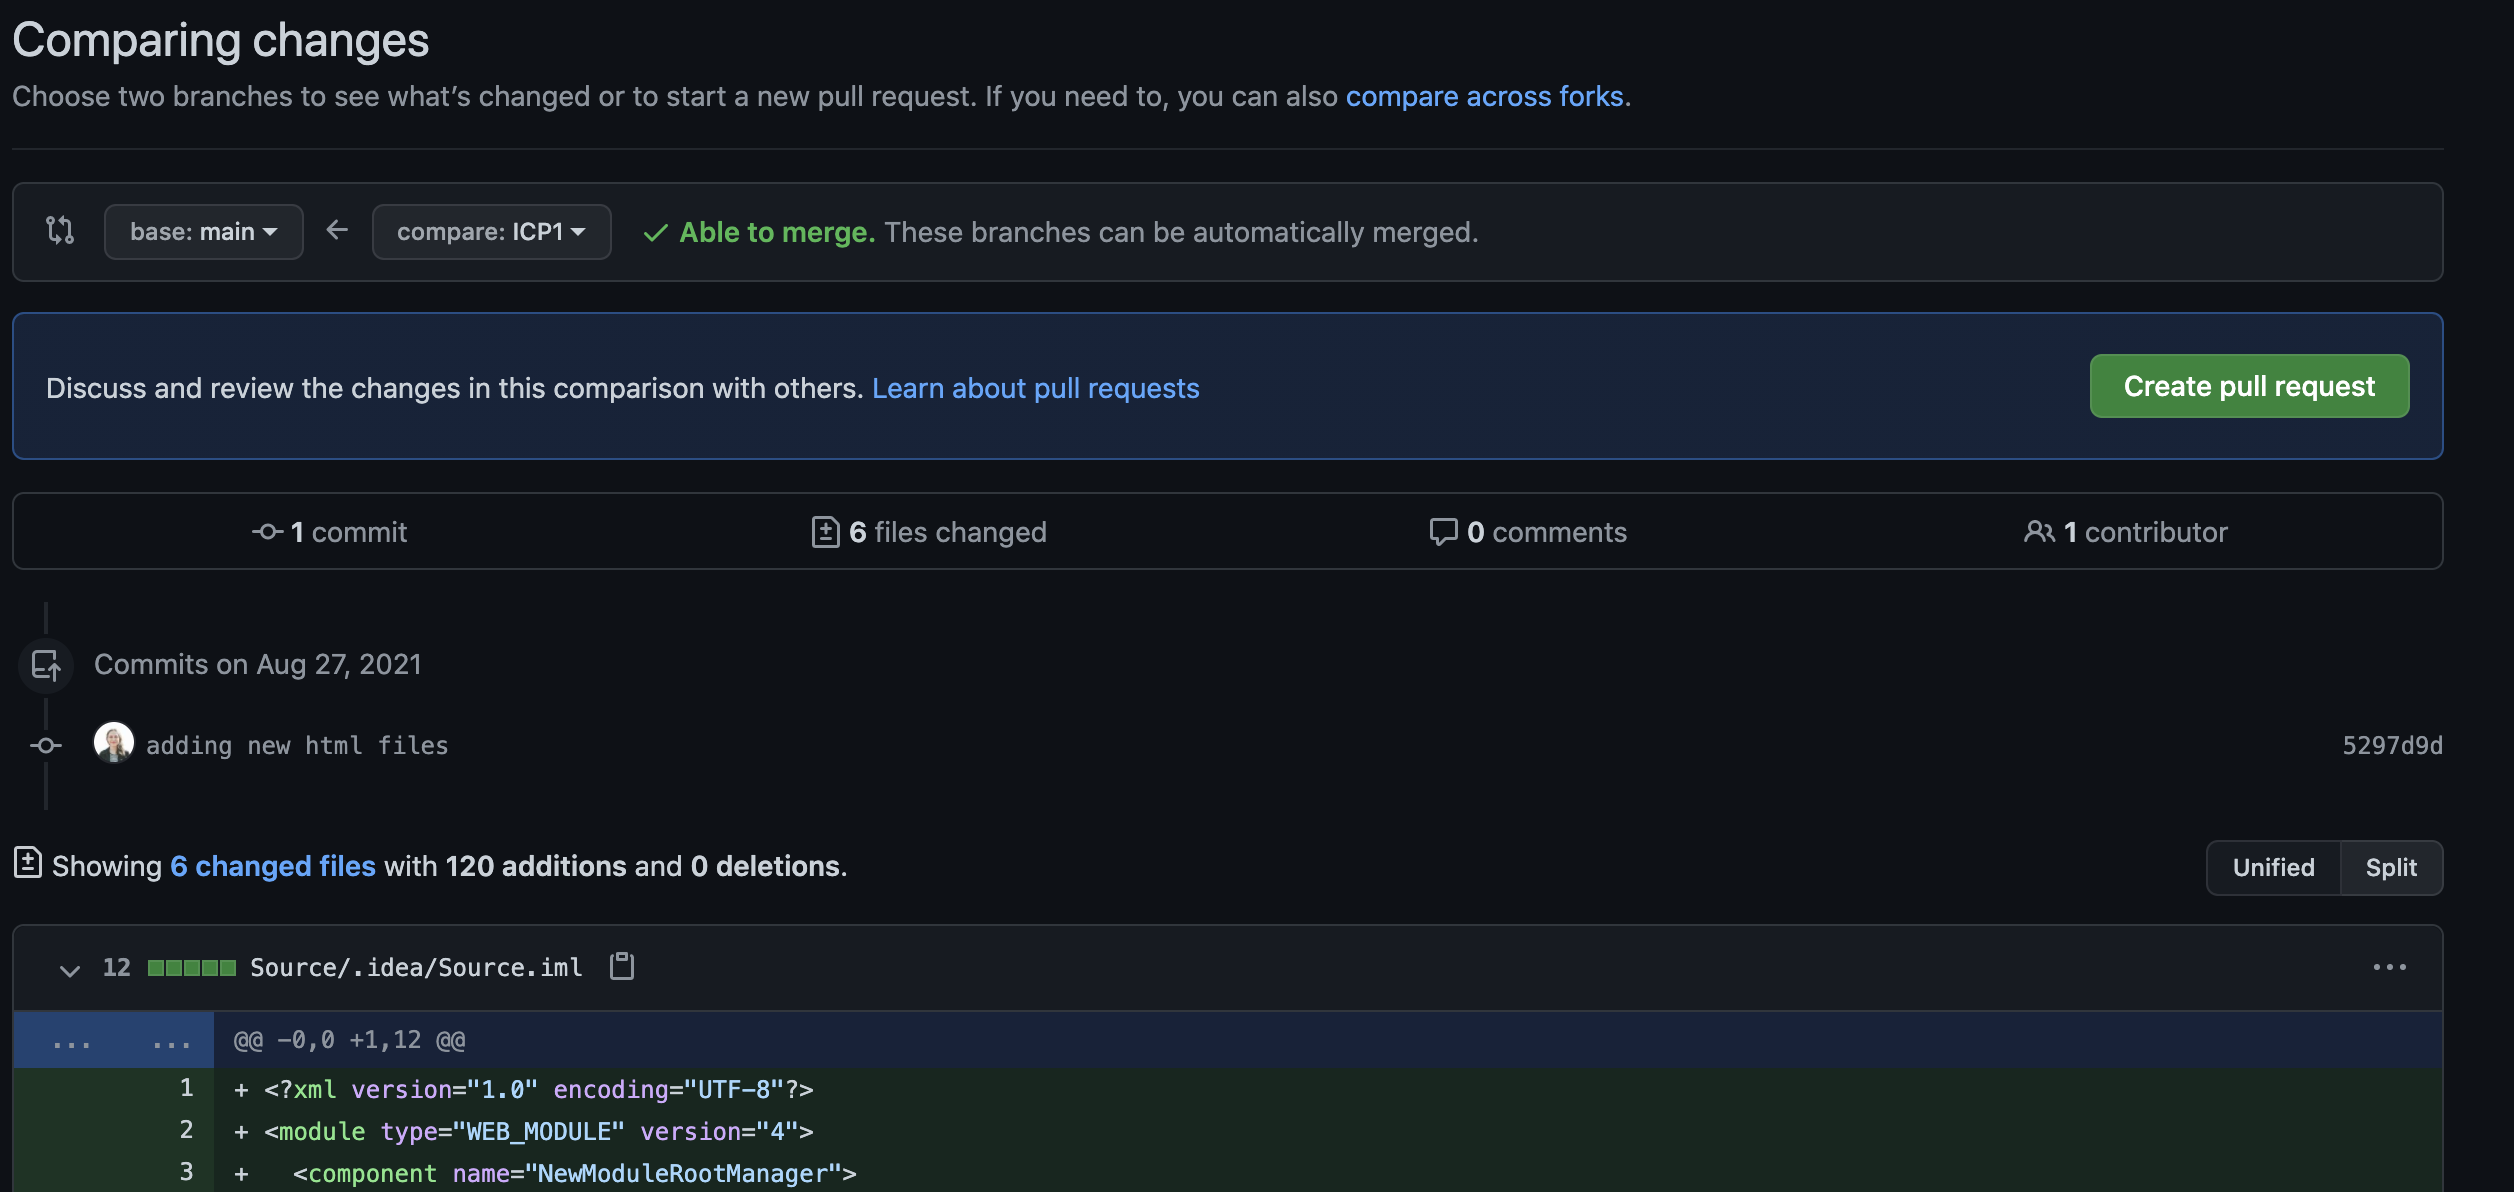 Comparing changes
Choose two branches to see what’s changed or to start a new pull request. If you need to, you can also compare across forks.
base: main compare: ICP1 Able to merge. These branches can be automatically merged.
Discuss and review the changes in this comparison with others. Learn about pull requests Create pull request
1 commit 6 files changed 0 comments 1 contributor
Commits on Aug 27, 2021
adding new html files 5297d9d
Showing 6 changed files with 120 additions and 0 deletions. Unified Split
12 Source/.idea/Source.iml ...
... ... @@ -0,0 +1,12 @@
1 + <?xml version="1.0" encoding="UTF-8"?>
2 + <module type="WEB_MODULE" version="4">
3 + <component name="NewModuleRootManager">